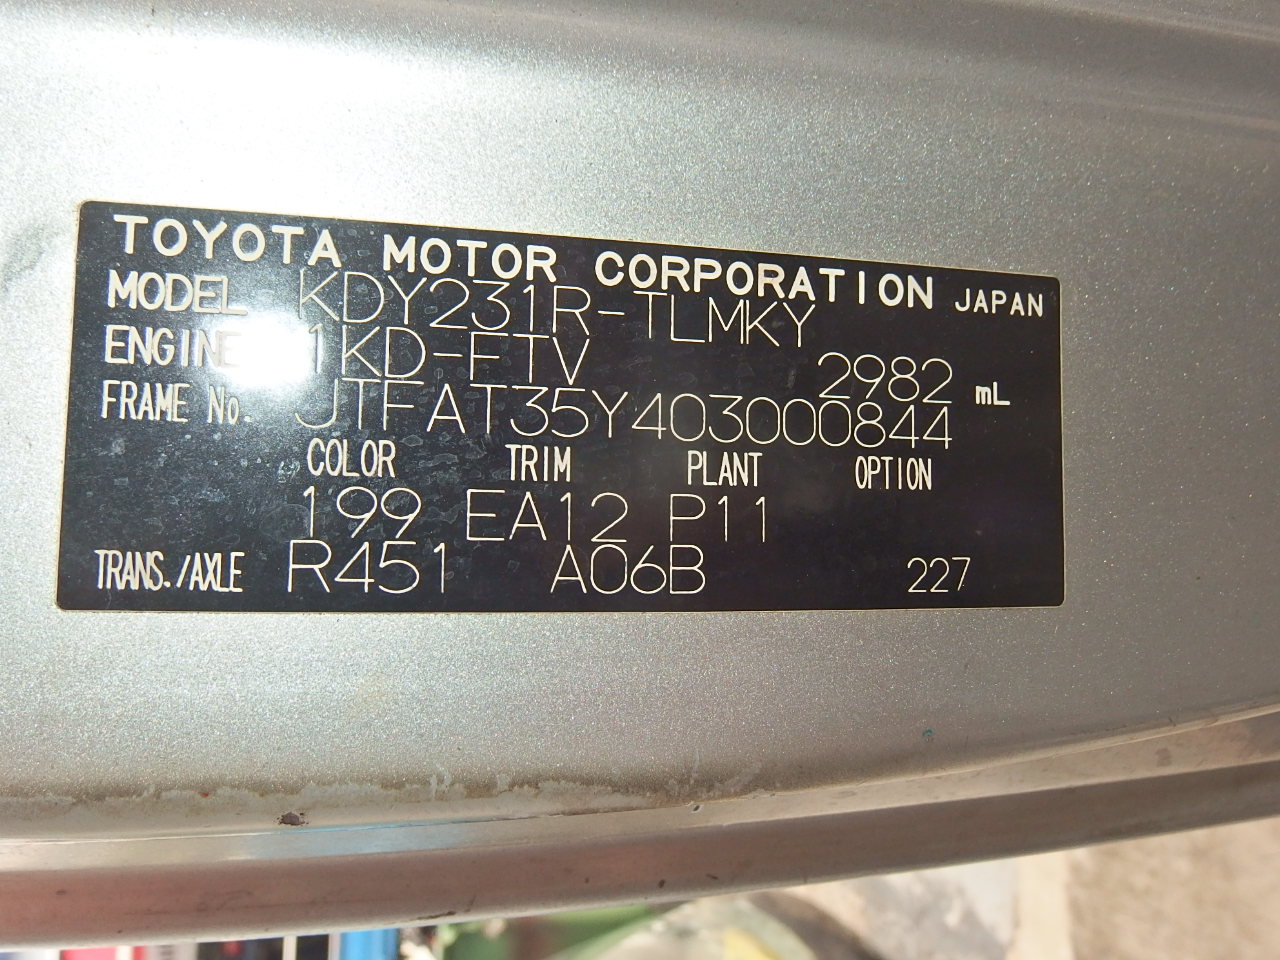 TOYOTA MOTOR CORPORATION JAPAN
MODEL KDY231R-TLMKY
ENGINE 1KD-FTV 2982 mL
FRAME No. JTFAT35Y403000844
COLOR TRIM PLANT OPTION
199 EA12 P11
TRANS./AXLE R451 A06B 227